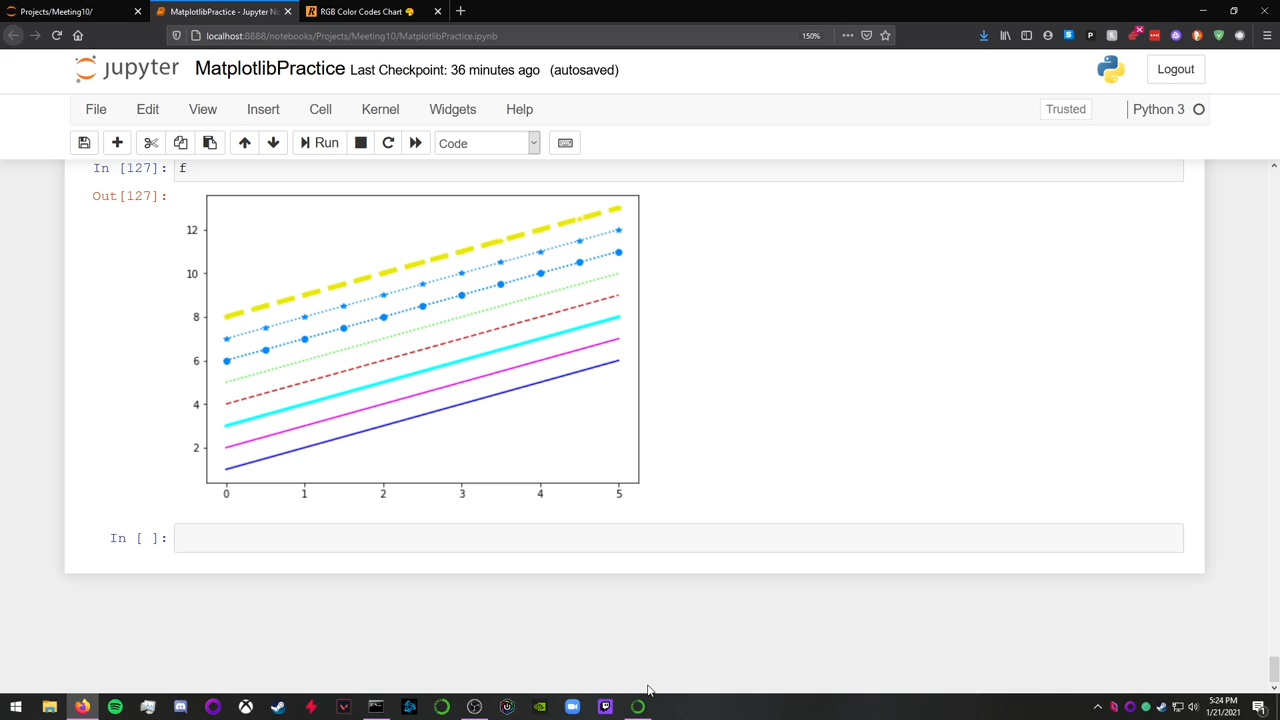 Projects/Meeting10/
MatplotlibPractice - Jupyter N
RGB Color Codes Chart
localhost:8888/notebooks/Projects/Meeting10/MatplotlibPractice.ipynb
150%
jupyter MatplotlibPractice Last Checkpoint: 36 minutes ago (autosaved)
Logout
File Edit View Insert Cell Kernel Widgets Help
Trusted
Python 3
Run
Code
In [127]: f
Out[127]:
12
10
8
6
4
2
0 1 2 3 4 5
In [ ]:
5:24 PM
1/21/2021